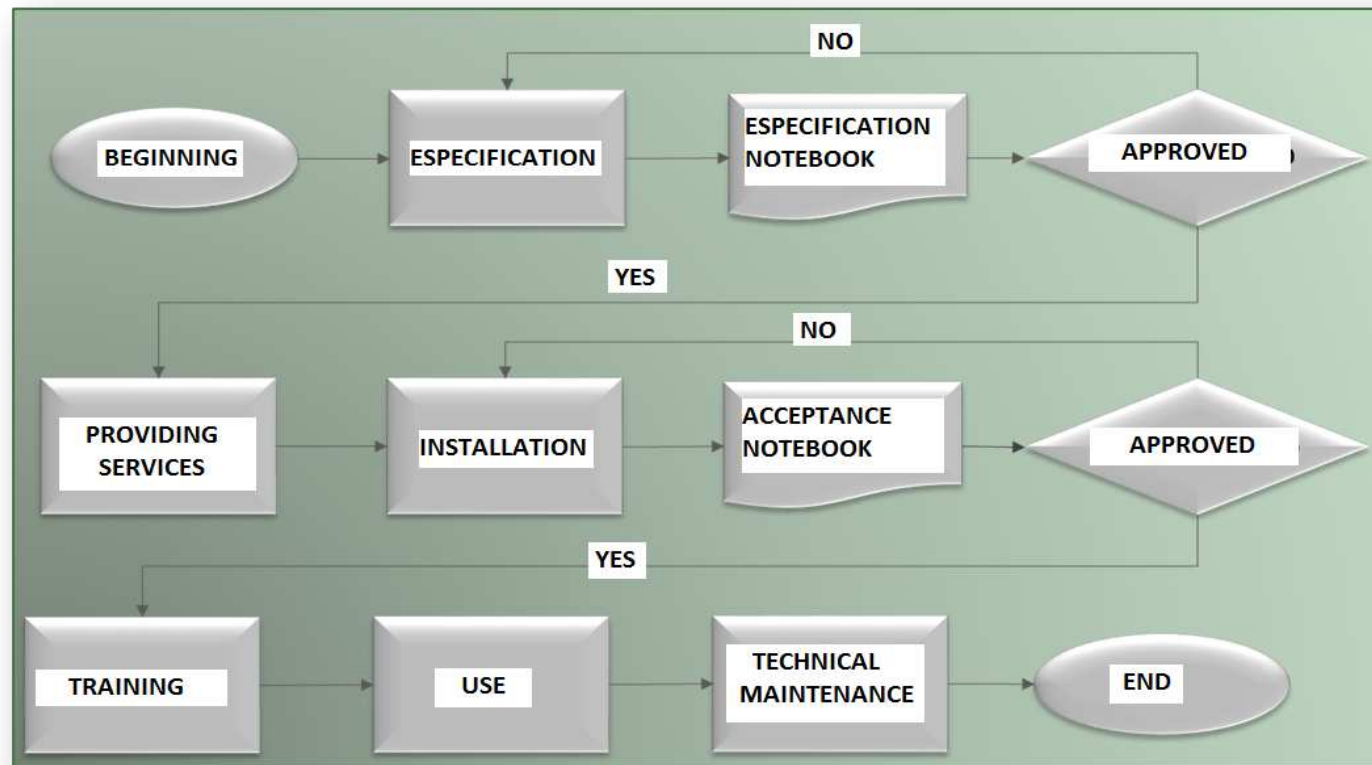 NO
BEGINNING
ESPECIFICATION
ESPECIFICATION
NOTEBOOK
APPROVED
YES
NO
PROVIDING
SERVICES
INSTALLATION
ACCEPTANCE
NOTEBOOK
APPROVED
YES
TRAINING
USE
TECHNICAL
MAINTENANCE
END